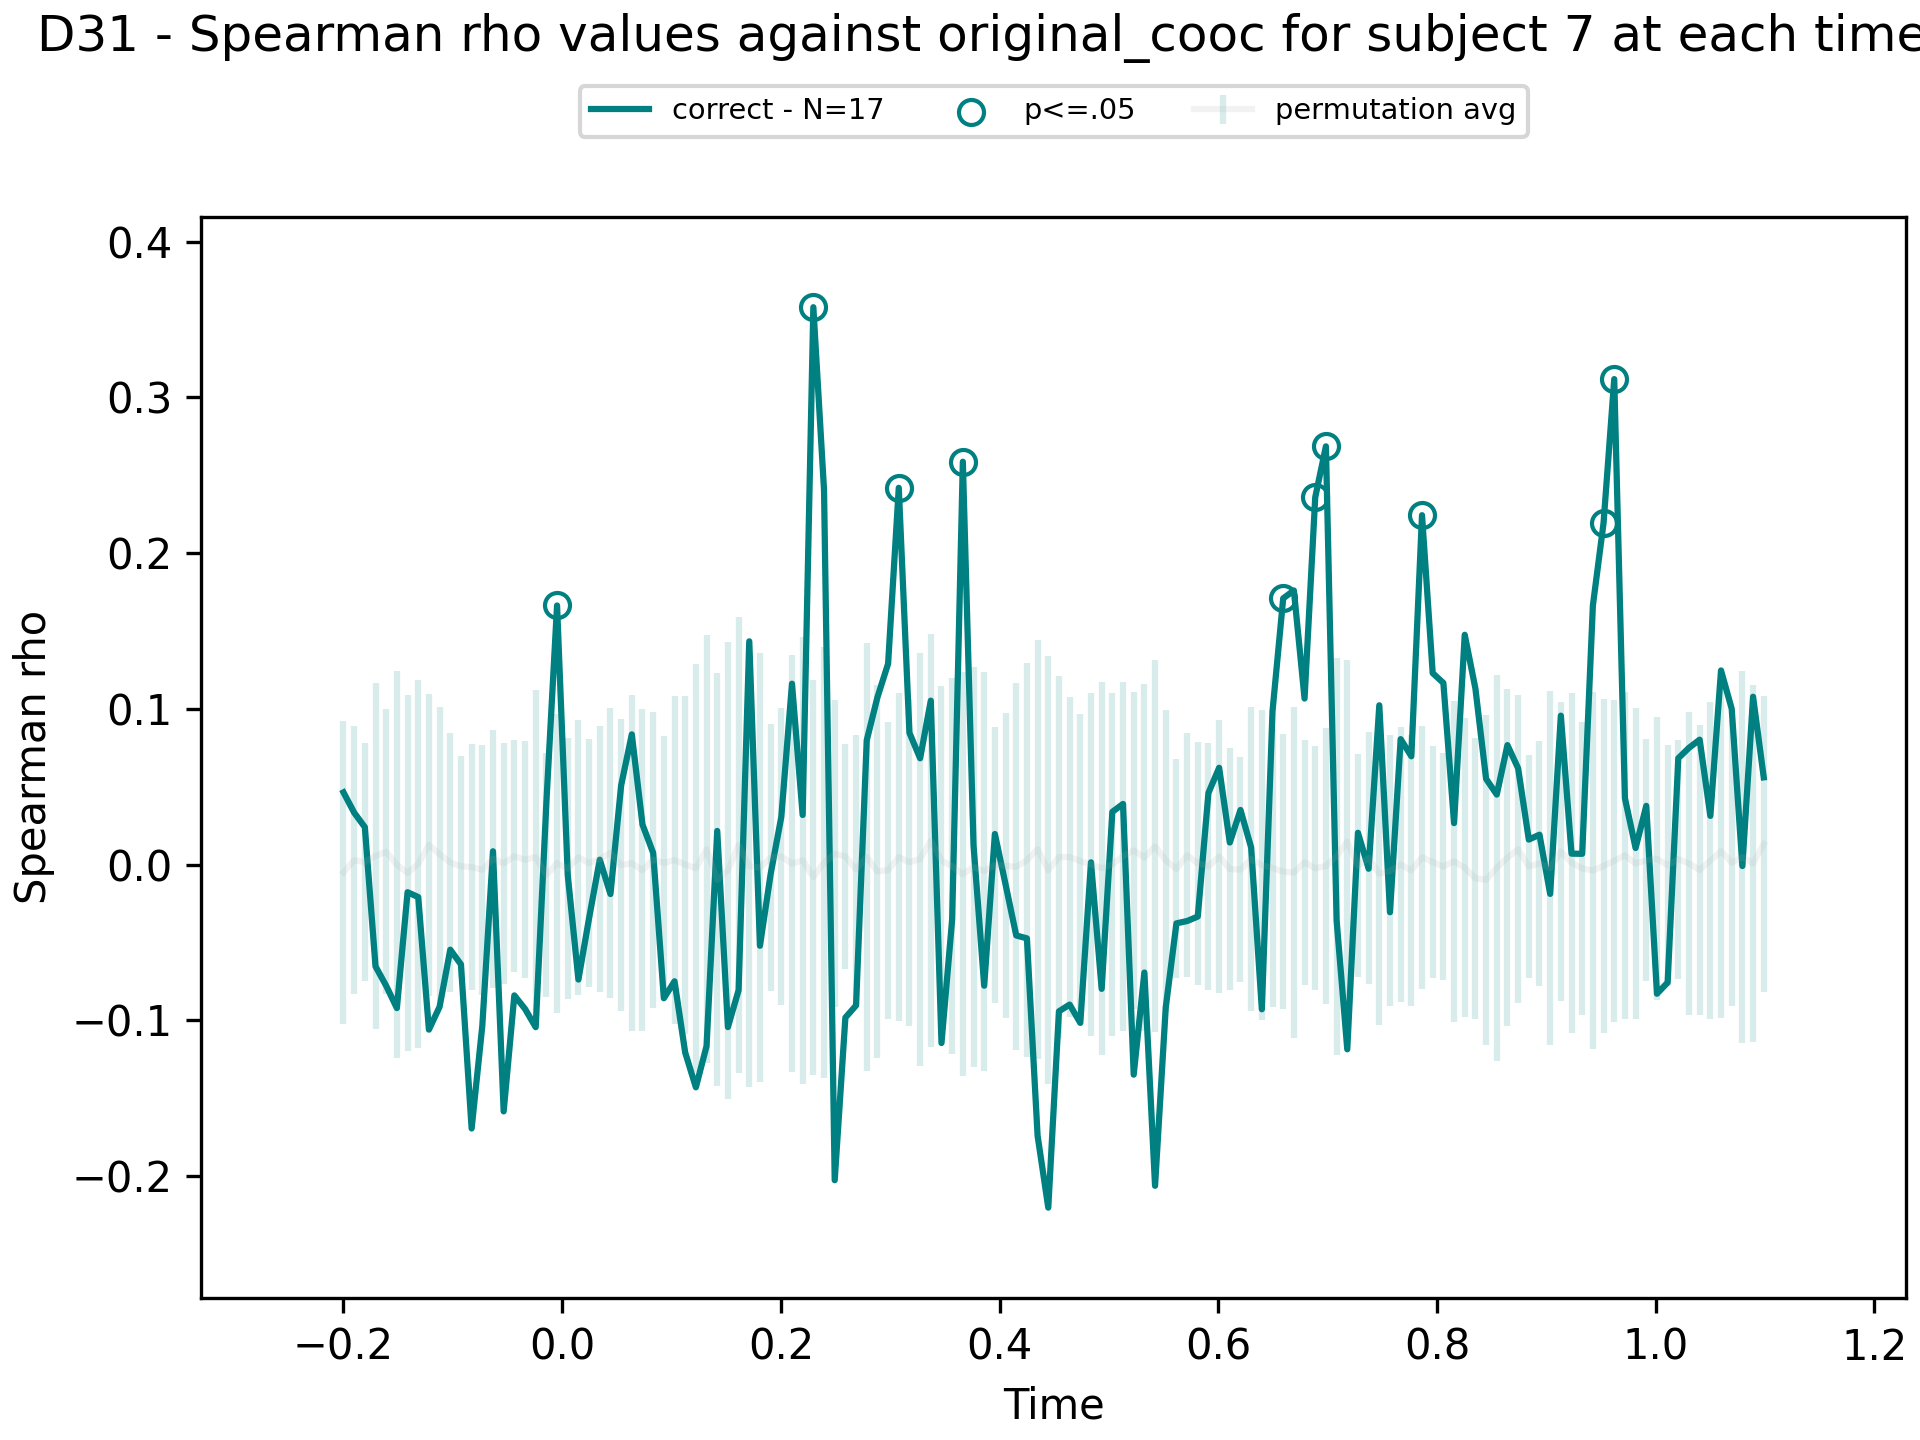 D31 - Spearman rho values against original_cooc for subject 7 at each time
correct - N=17 p<=.05 permutation avg
0.4
0.3
0.2
0.1
0.0
−0.1
−0.2
Spearman rho
−0.2 0.0 0.2 0.4 0.6 0.8 1.0 1.2
Time